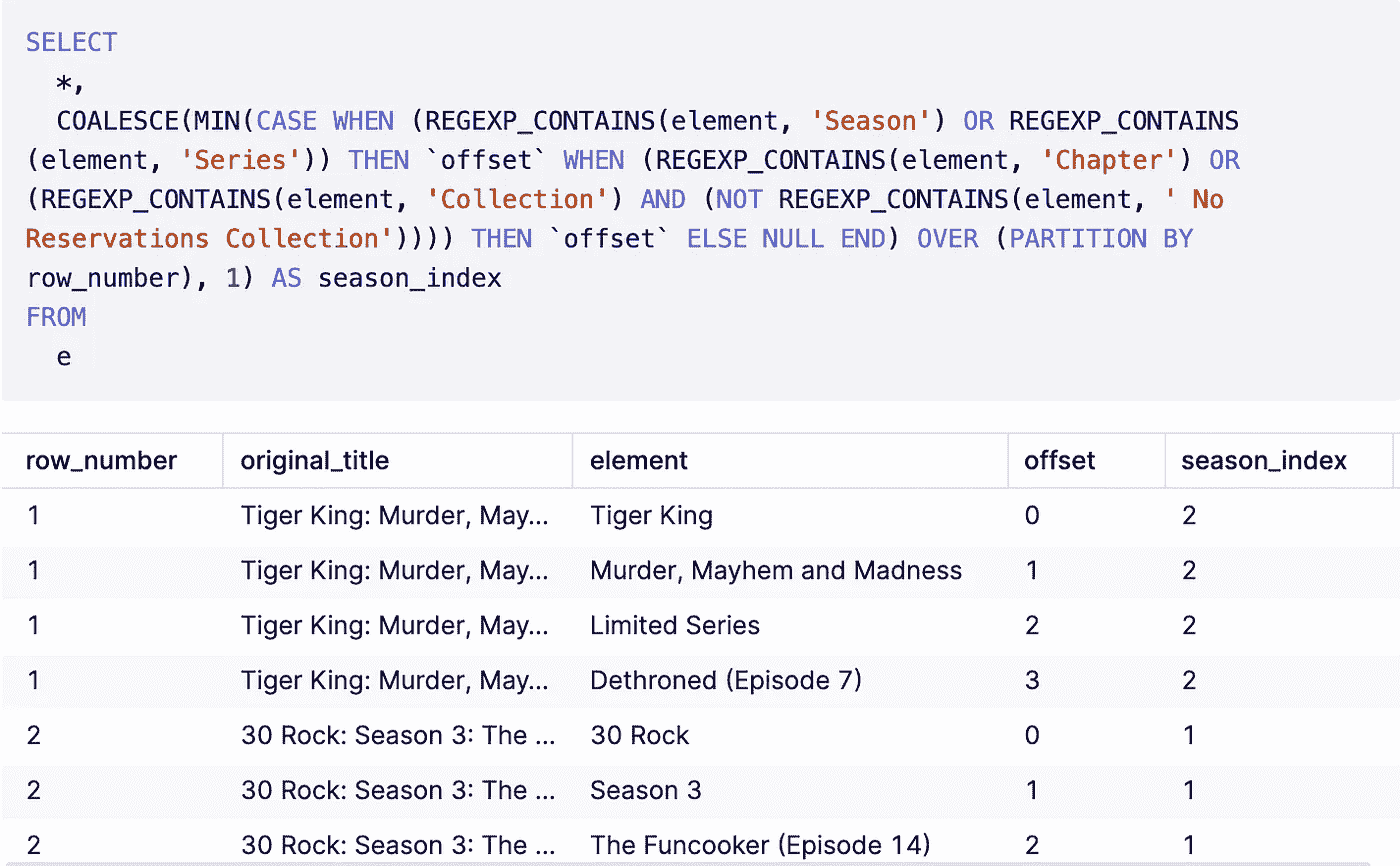 SELECT
*,
COALESCE(MIN(CASE WHEN (REGEXP_CONTAINS(element, 'Season') OR REGEXP_CONTAINS
(element, 'Series')) THEN `offset` WHEN (REGEXP_CONTAINS(element, 'Chapter') OR
(REGEXP_CONTAINS(element, 'Collection') AND (NOT REGEXP_CONTAINS(element, ' No
Reservations Collection')))) THEN `offset` ELSE NULL END) OVER (PARTITION BY
row_number), 1) AS season_index
FROM
e
row_number original_title element offset season_index
1 Tiger King: Murder, May... Tiger King 0 2
1 Tiger King: Murder, May... Murder, Mayhem and Madness 1 2
1 Tiger King: Murder, May... Limited Series 2 2
1 Tiger King: Murder, May... Dethroned (Episode 7) 3 2
2 30 Rock: Season 3: The ... 30 Rock 0 1
2 30 Rock: Season 3: The ... Season 3 1 1
2 30 Rock: Season 3: The ... The Funcooker (Episode 14) 2 1